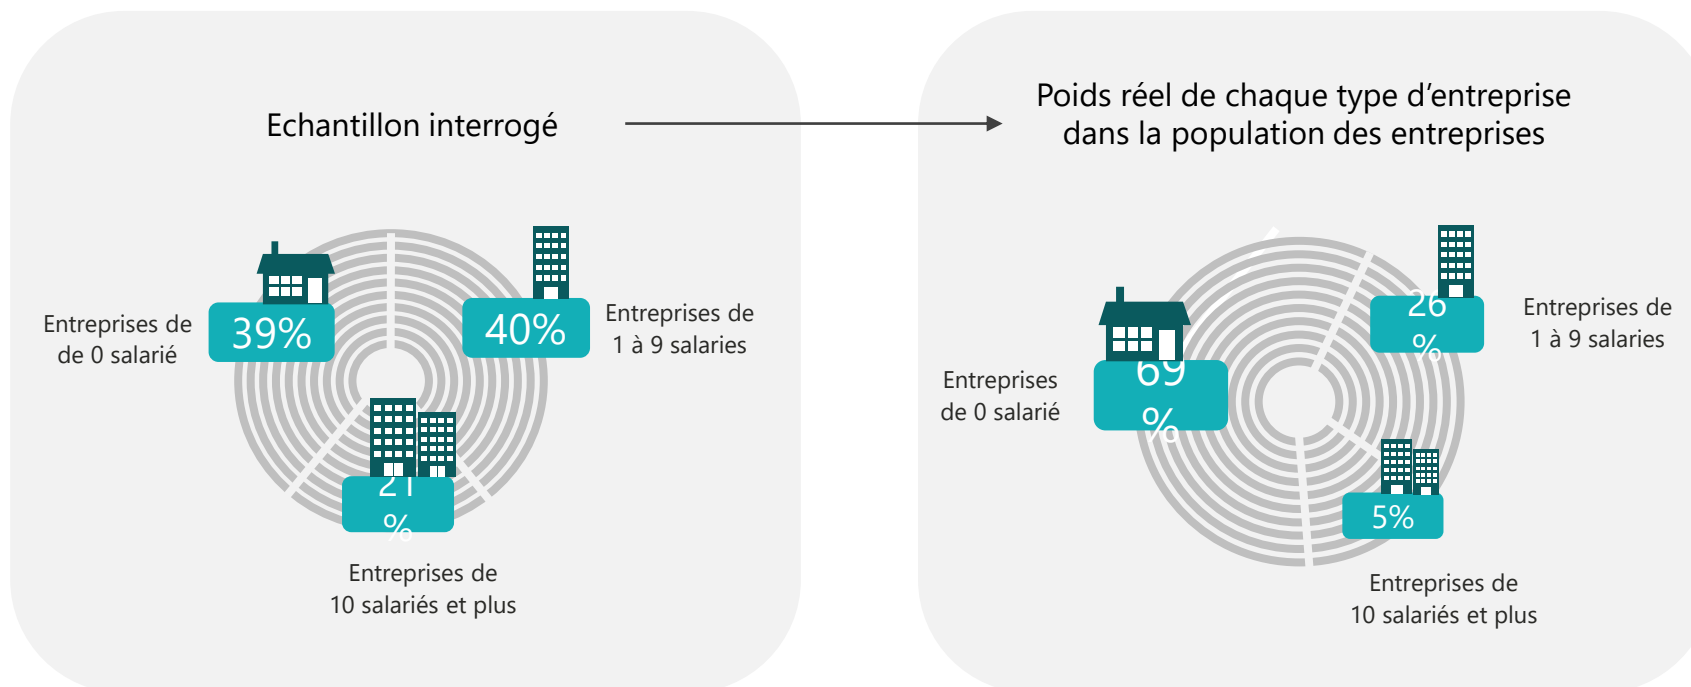 Echantillon interrogé
39%
Entreprises de
de 0 salarié
40%
Entreprises de
1 à 9 salaries
21
%
Entreprises de
10 salariés et plus
Poids réel de chaque type d’entreprise
dans la population des entreprises
69
%
Entreprises
de 0 salarié
26
%
Entreprises de
1 à 9 salaries
5%
Entreprises de
10 salariés et plus